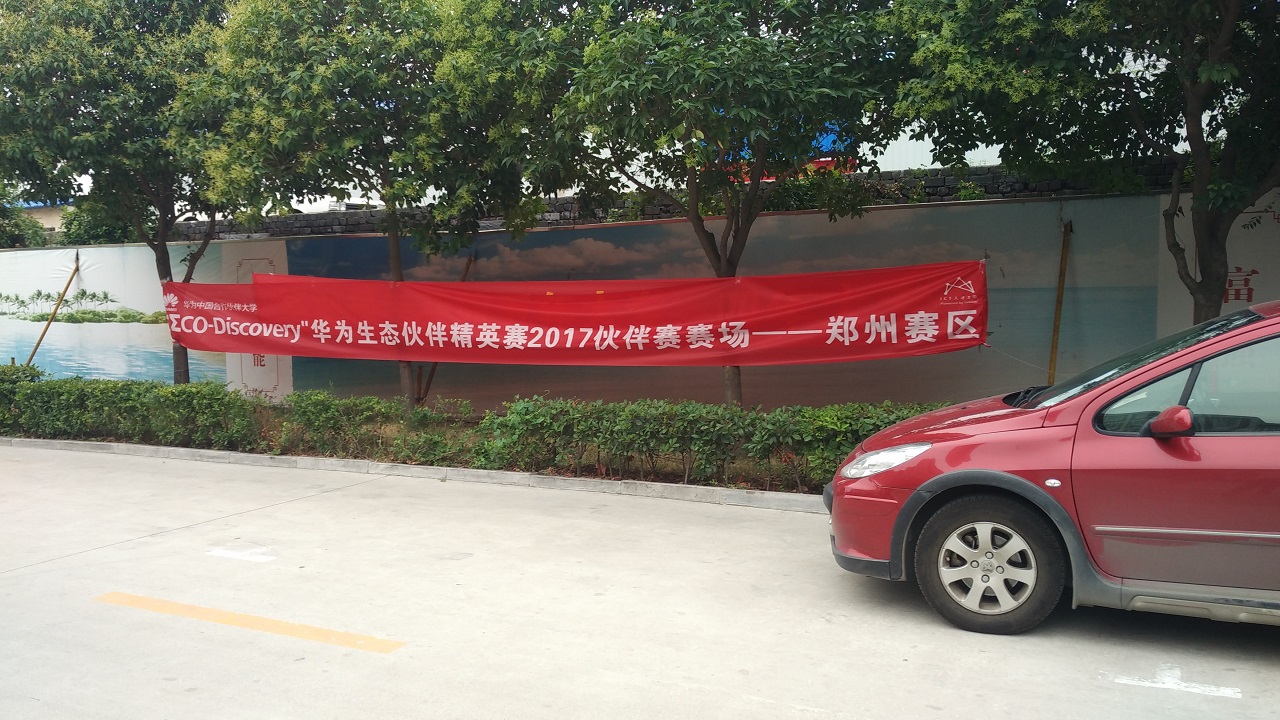 华为中国合作伙伴大学
ΣCO-Discovery"华为生态伙伴精英赛2017伙伴赛赛场——郑州赛区
能
富